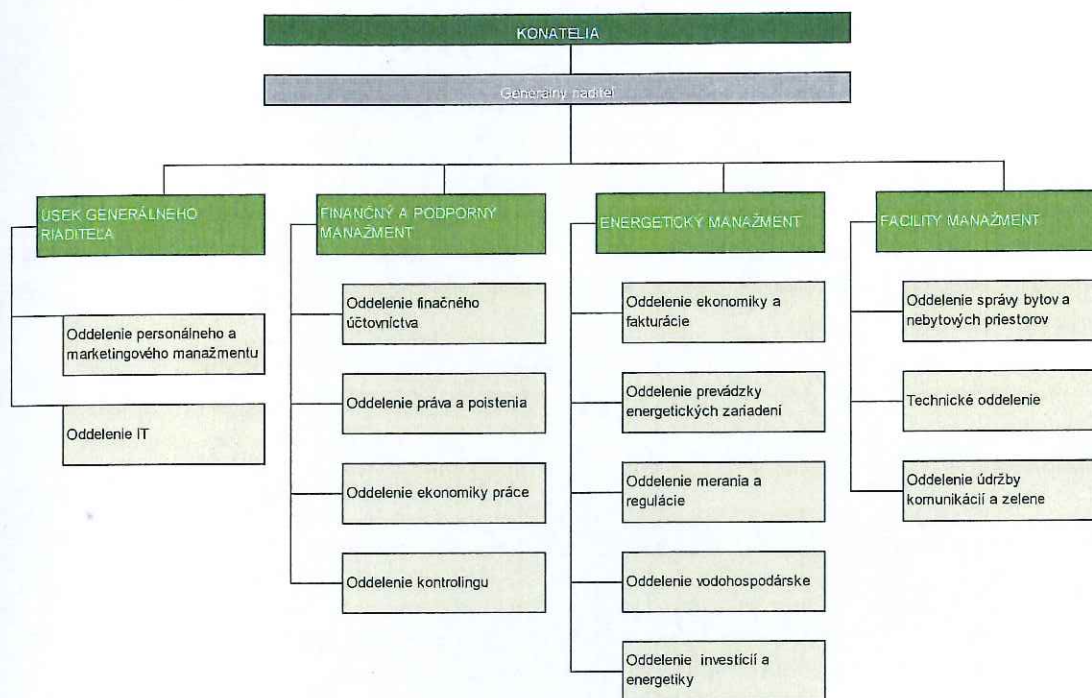 KONATELIA
Generálny riaditeľ
ÚSEK GENERÁLNEHO
RIADITEĽA
Oddelenie personálneho a
marketingového manažmentu
Oddelenie IT
FINANČNÝ A PODPORNÝ
MANAŽMENT
Oddelenie finačného
účtovníctva
Oddelenie práva a poistenia
Oddelenie ekonomiky práce
Oddelenie kontrolingu
ENERGETICKÝ MANAŽMENT
Oddelenie ekonomiky a
fakturácie
Oddelenie prevádzky
energetických zariadení
Oddelenie merania a
regulácie
Oddelenie vodohospodárske
Oddelenie investícií a
energetiky
FACILITY MANAŽMENT
Oddelenie správy bytov a
nebytových priestorov
Technické oddelenie
Oddelenie údržby
komunikácií a zelene